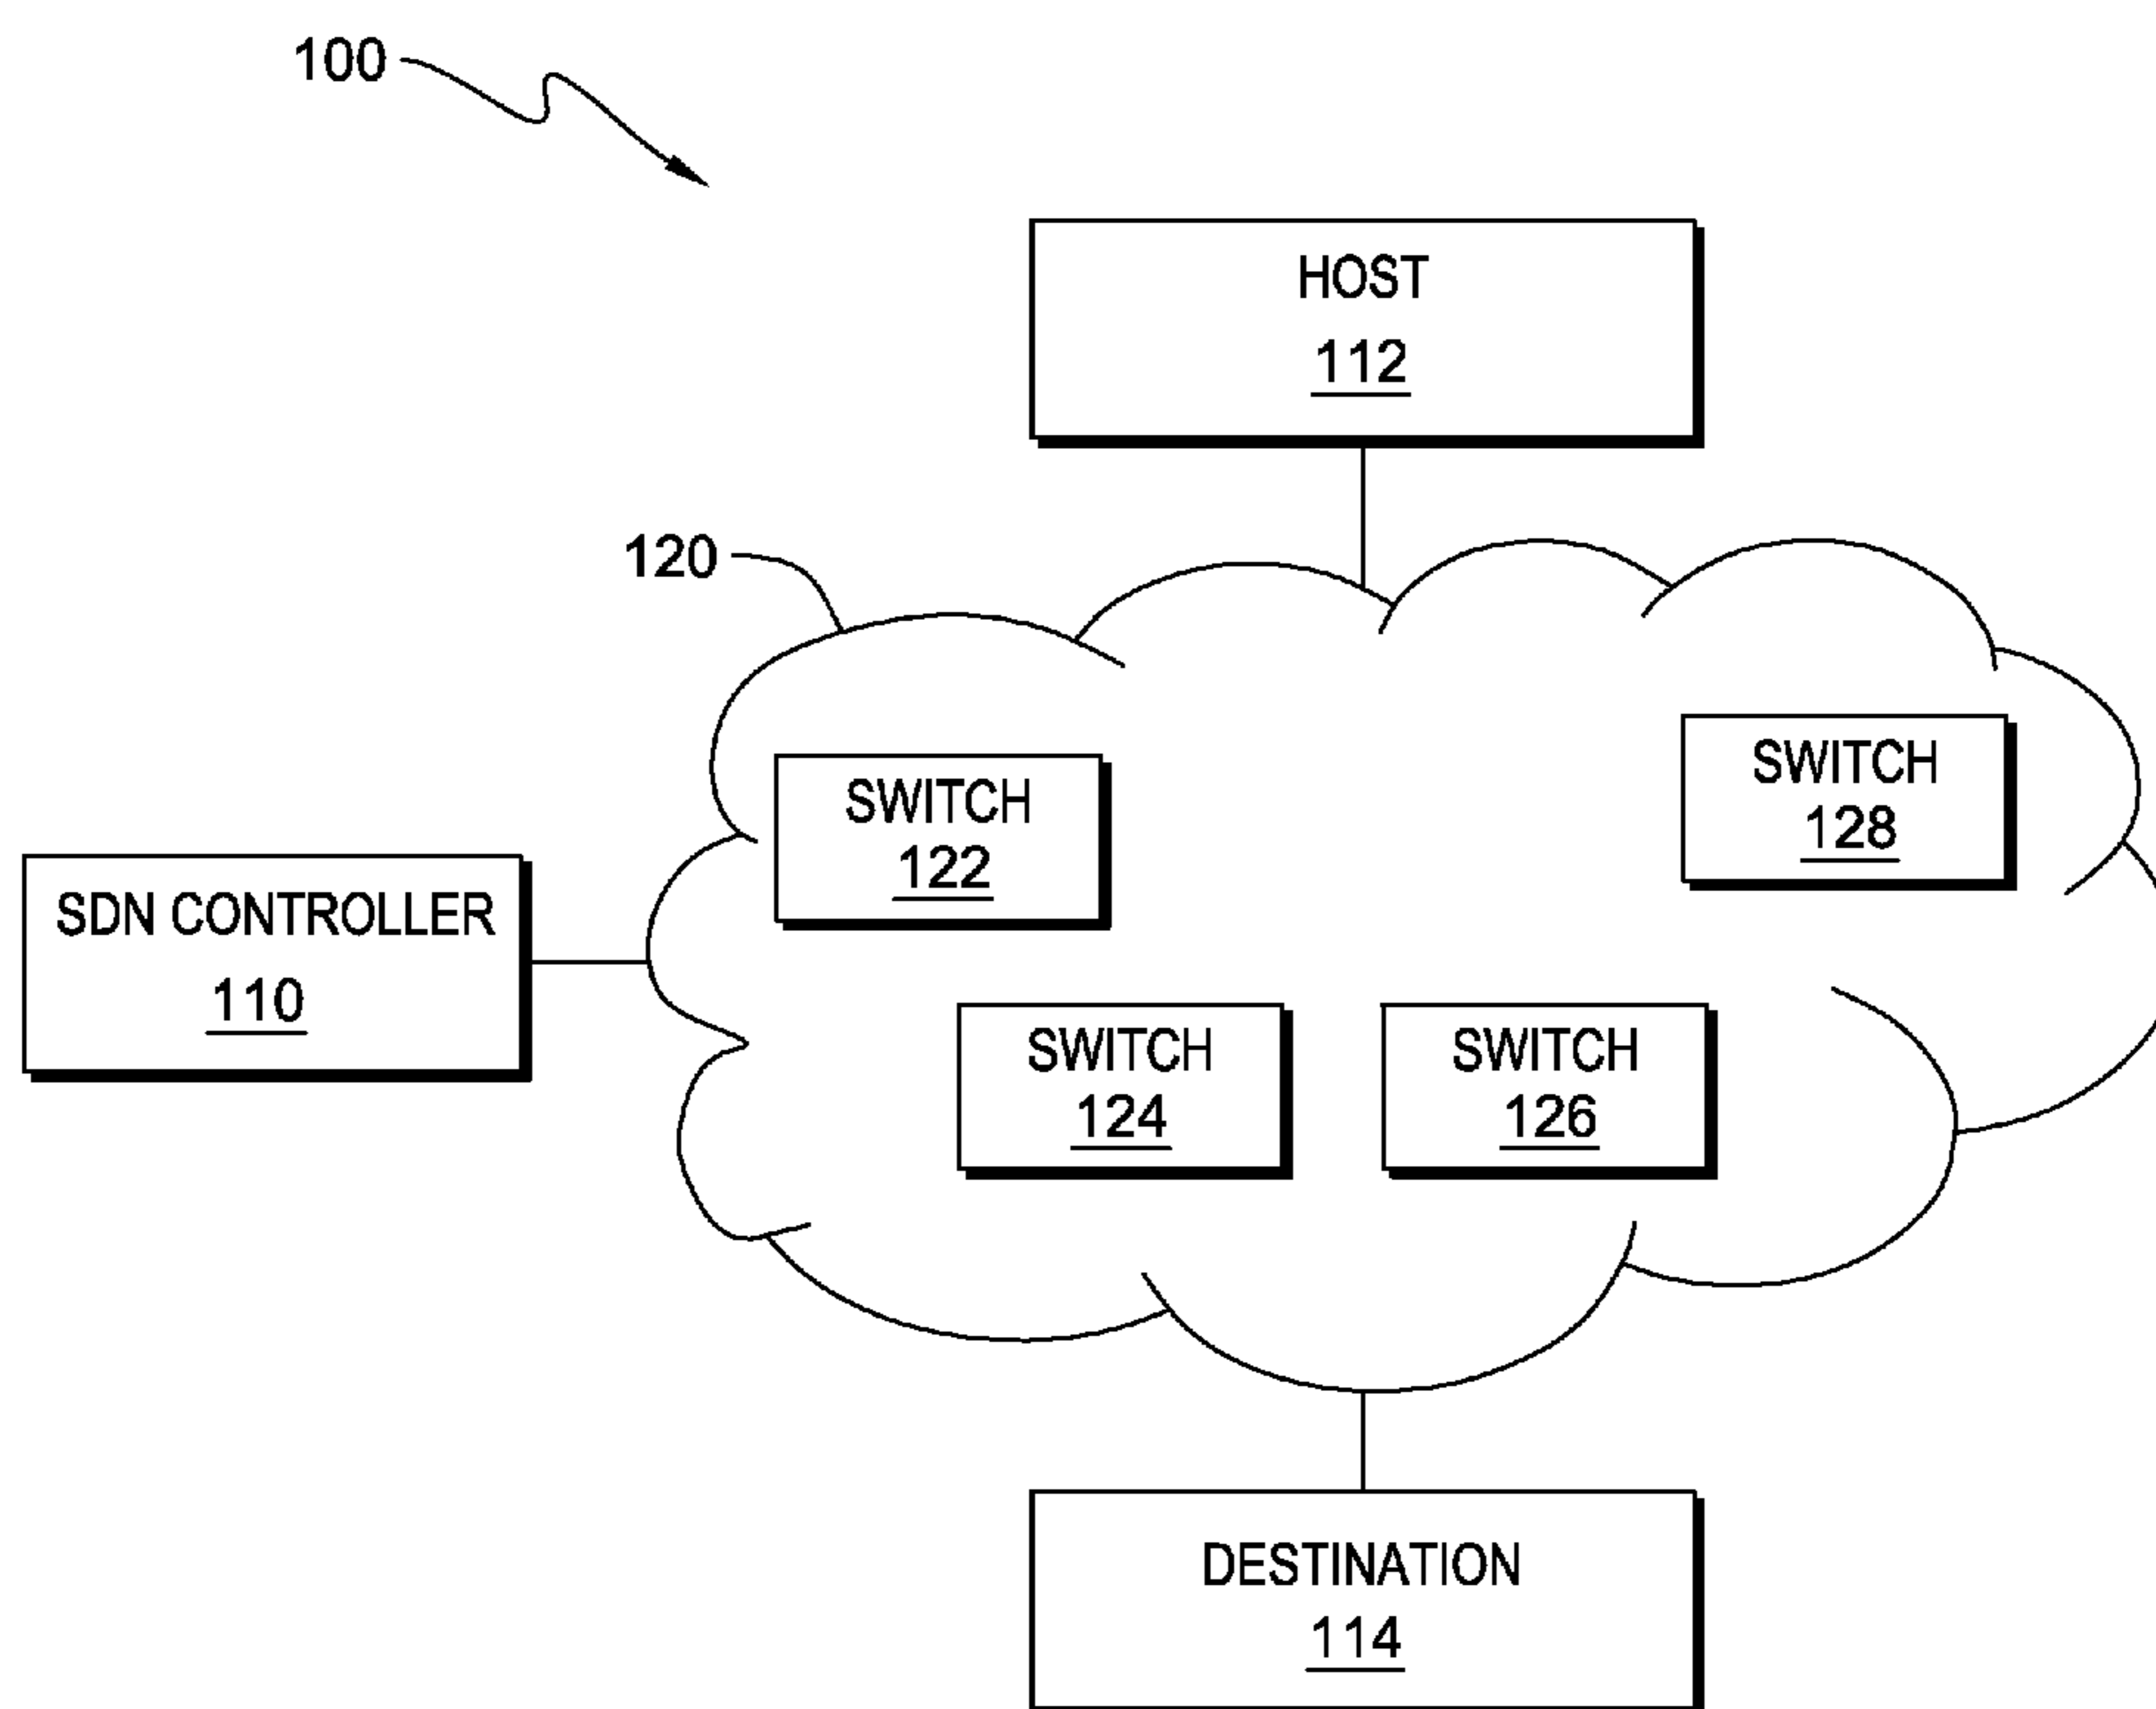 100
HOST
112
120
SWITCH
128
SWITCH
122
SDN CONTROLLER
110
SWITCH
124
SWITCH
126
DESTINATION
114